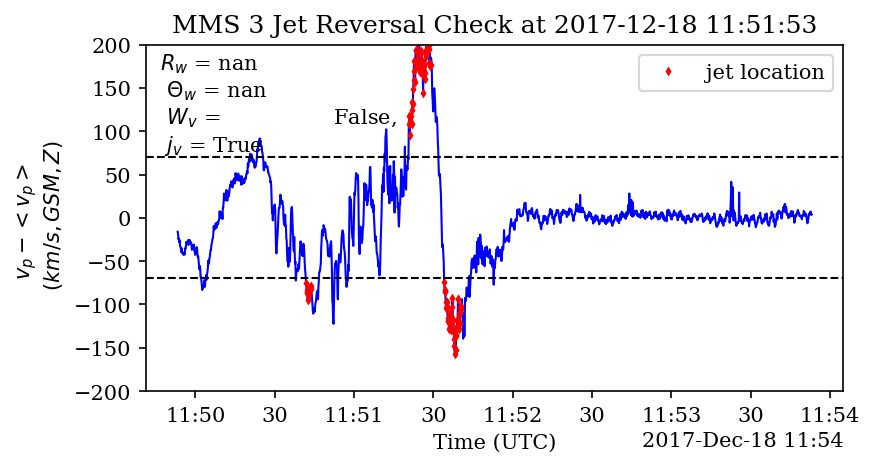 MMS 3 Jet Reversal Check at 2017-12-18 11:51:53
R_w = nan
Θ_w = nan
W_v = False,
j_v = True
jet location
v_p − <v_p>
(km/s, GSM, Z)
200
150
100
50
0
−50
−100
−150
−200
11:50 30 11:51 30 11:52 30 11:53 30 11:54
Time (UTC)
2017-Dec-18 11:54